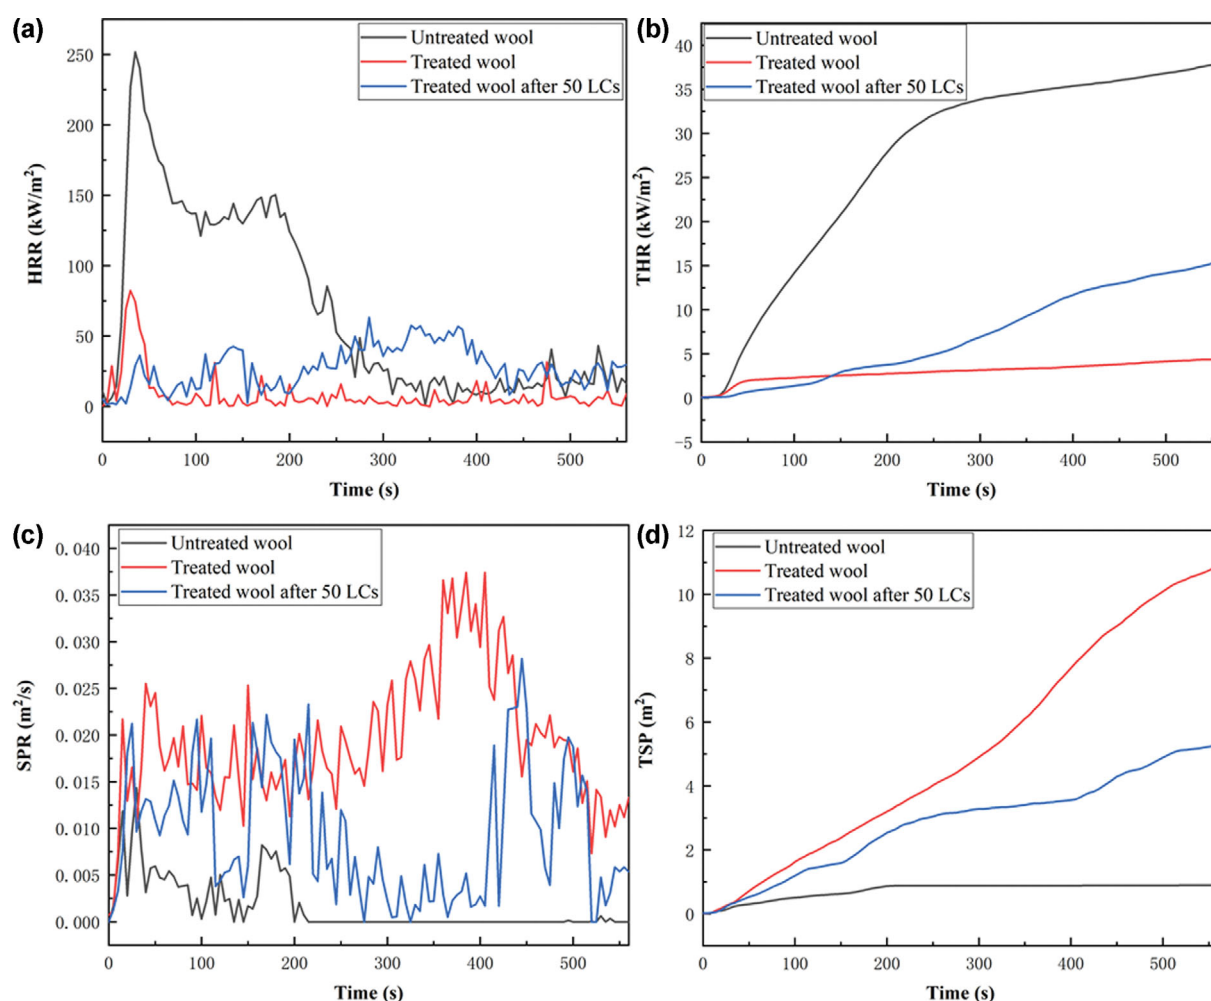 (a)
Untreated wool
Treated wool
Treated wool after 50 LCs
250
200
150
100
50
0
HRR (kW/m²)
0 100 200 300 400 500
Time (s)
(b)
Untreated wool
Treated wool
Treated wool after 50 LCs
40
35
30
25
20
15
10
5
0
−5
THR (kW/m²)
0 100 200 300 400 500
Time (s)
(c)
Untreated wool
Treated wool
Treated wool after 50 LCs
0.040
0.035
0.030
0.025
0.020
0.015
0.010
0.005
0.000
SPR (m²/s)
0 100 200 300 400 500
Time (s)
(d)
Untreated wool
Treated wool
Treated wool after 50 LCs
12
10
8
6
4
2
0
TSP (m²)
0 100 200 300 400 500
Time (s)